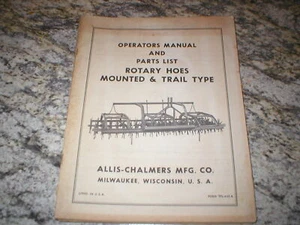 OPERATORS MANUAL
AND
PARTS LIST
ROTARY HOES
MOUNTED & TRAIL TYPE
ALLIS-CHALMERS MFG. CO.
MILWAUKEE, WISCONSIN, U. S. A.